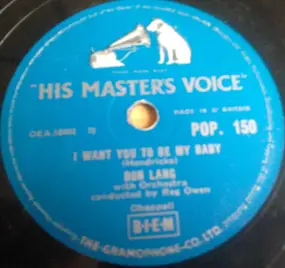 "HIS MASTER'S VOICE"
MADE IN GT BRITAIN
POP. 150
I WANT YOU TO BE MY BABY
(Hendricks)
DON LANG
with Orchestra
conducted by Reg Owen
Chappell
B·I·E·M
THE GRAMOPHONE CO. LTD.